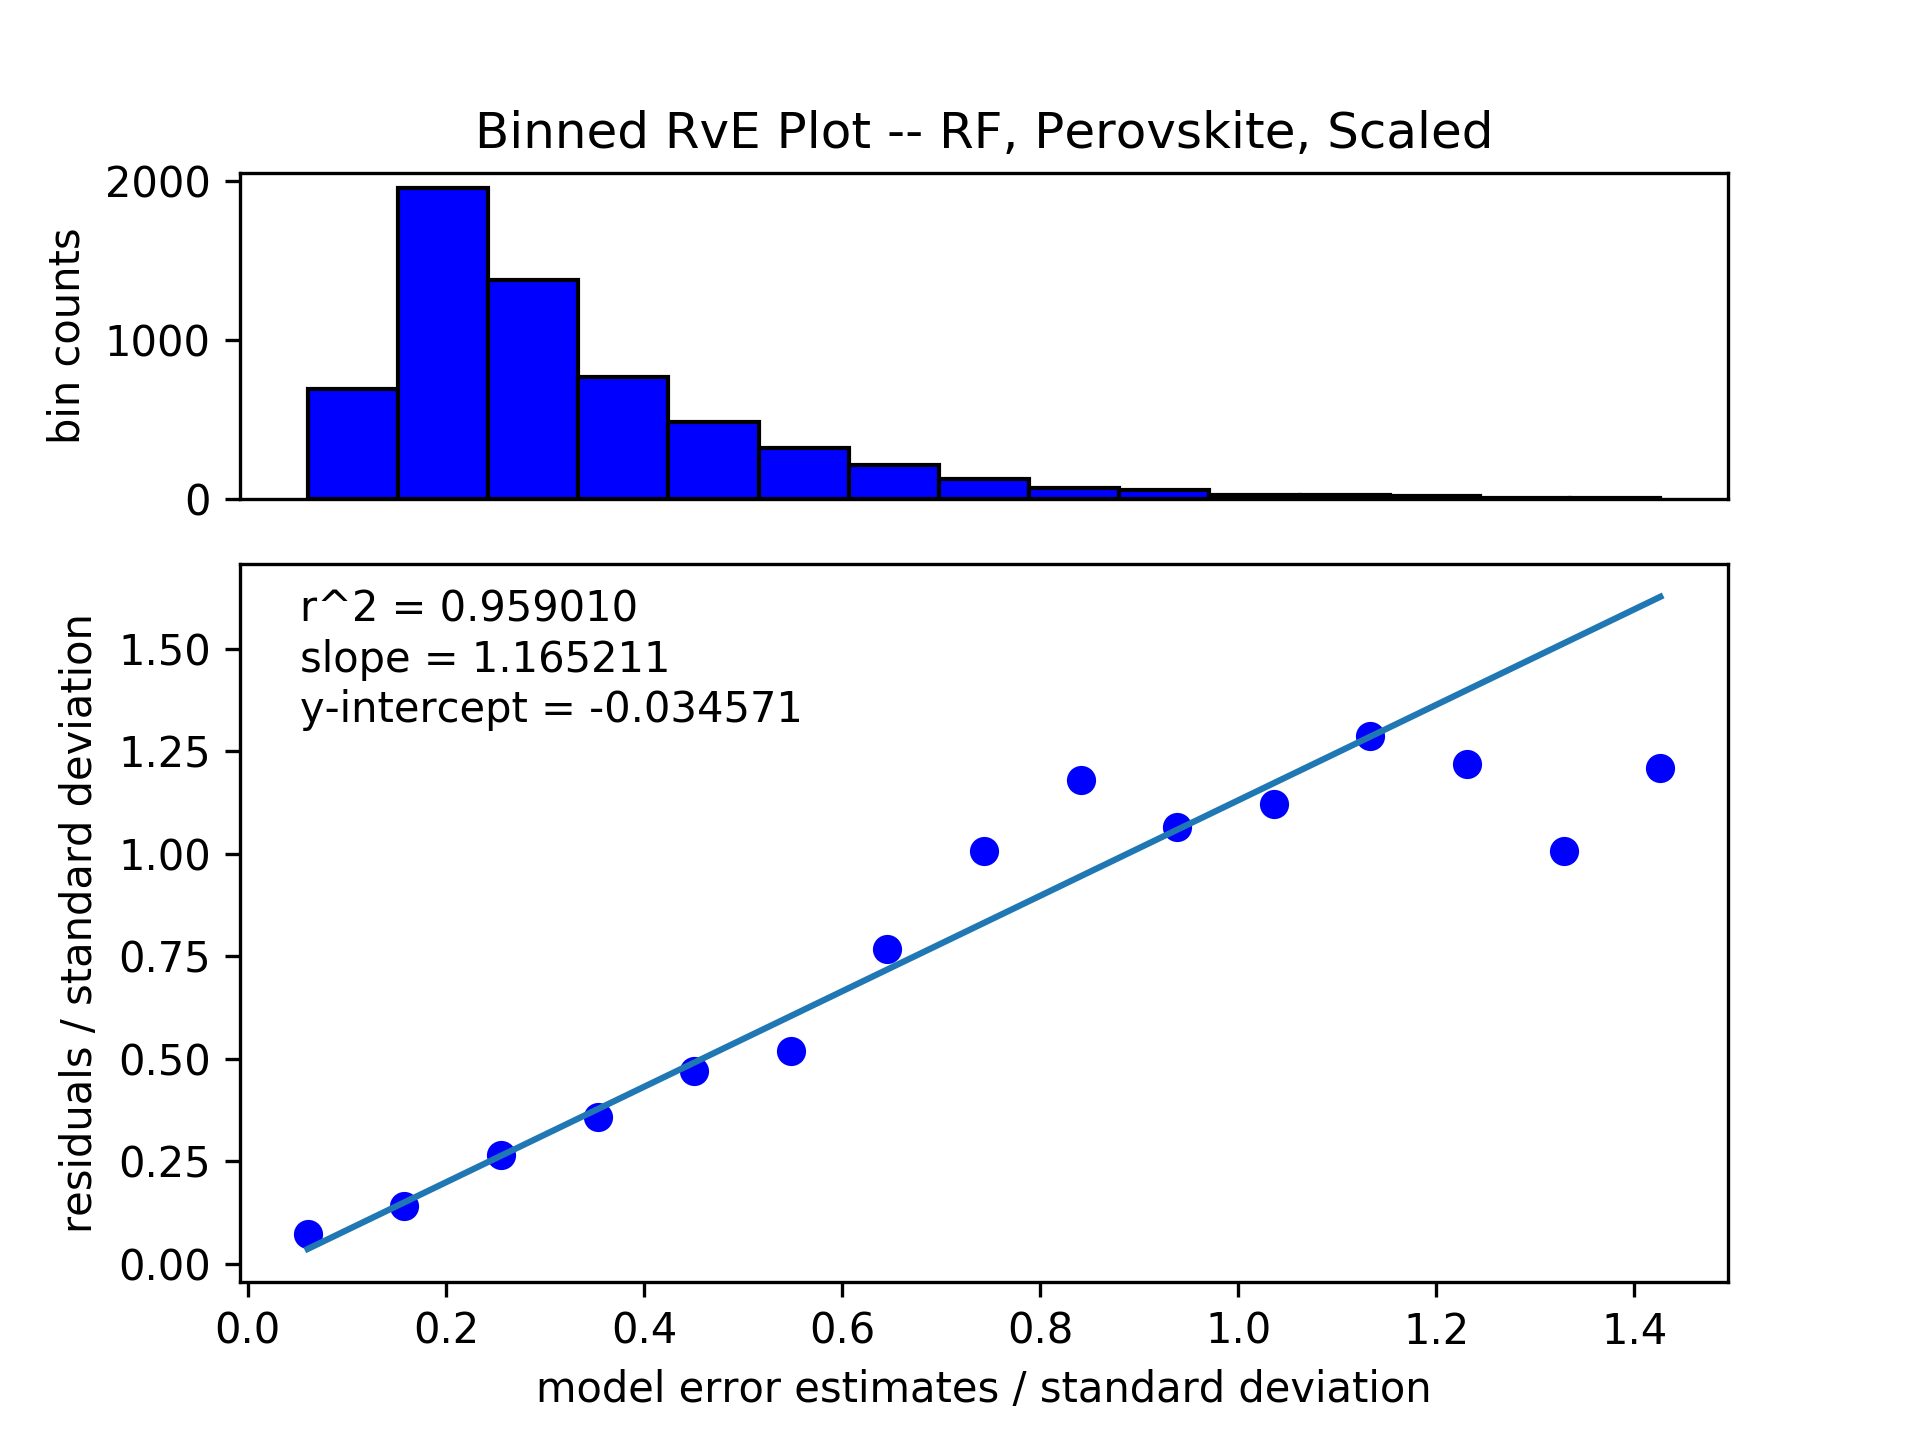 Binned RvE Plot -- RF, Perovskite, Scaled
bin counts
2000
1000
0
r^2 = 0.959010
slope = 1.165211
y-intercept = -0.034571
residuals / standard deviation
1.50
1.25
1.00
0.75
0.50
0.25
0.00
0.0 0.2 0.4 0.6 0.8 1.0 1.2 1.4
model error estimates / standard deviation